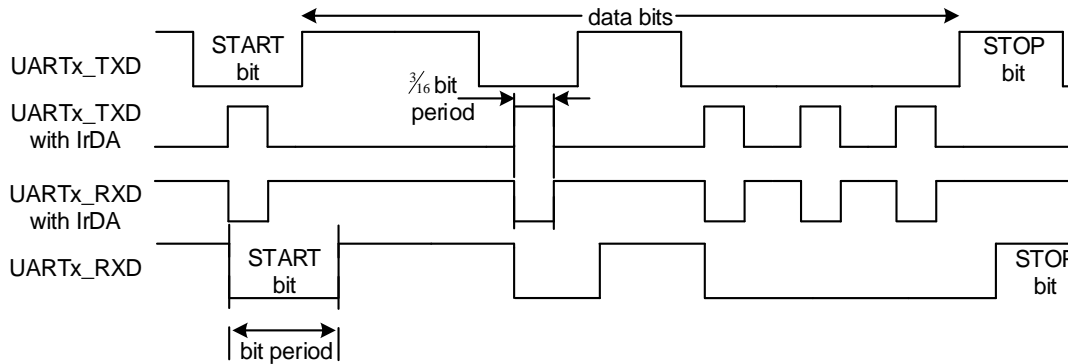 data bits
UARTx_TXD
START
bit
STOP
bit
3/16 bit
period
UARTx_TXD
with IrDA
UARTx_RXD
with IrDA
UARTx_RXD
START
bit
STOP
bit
bit period